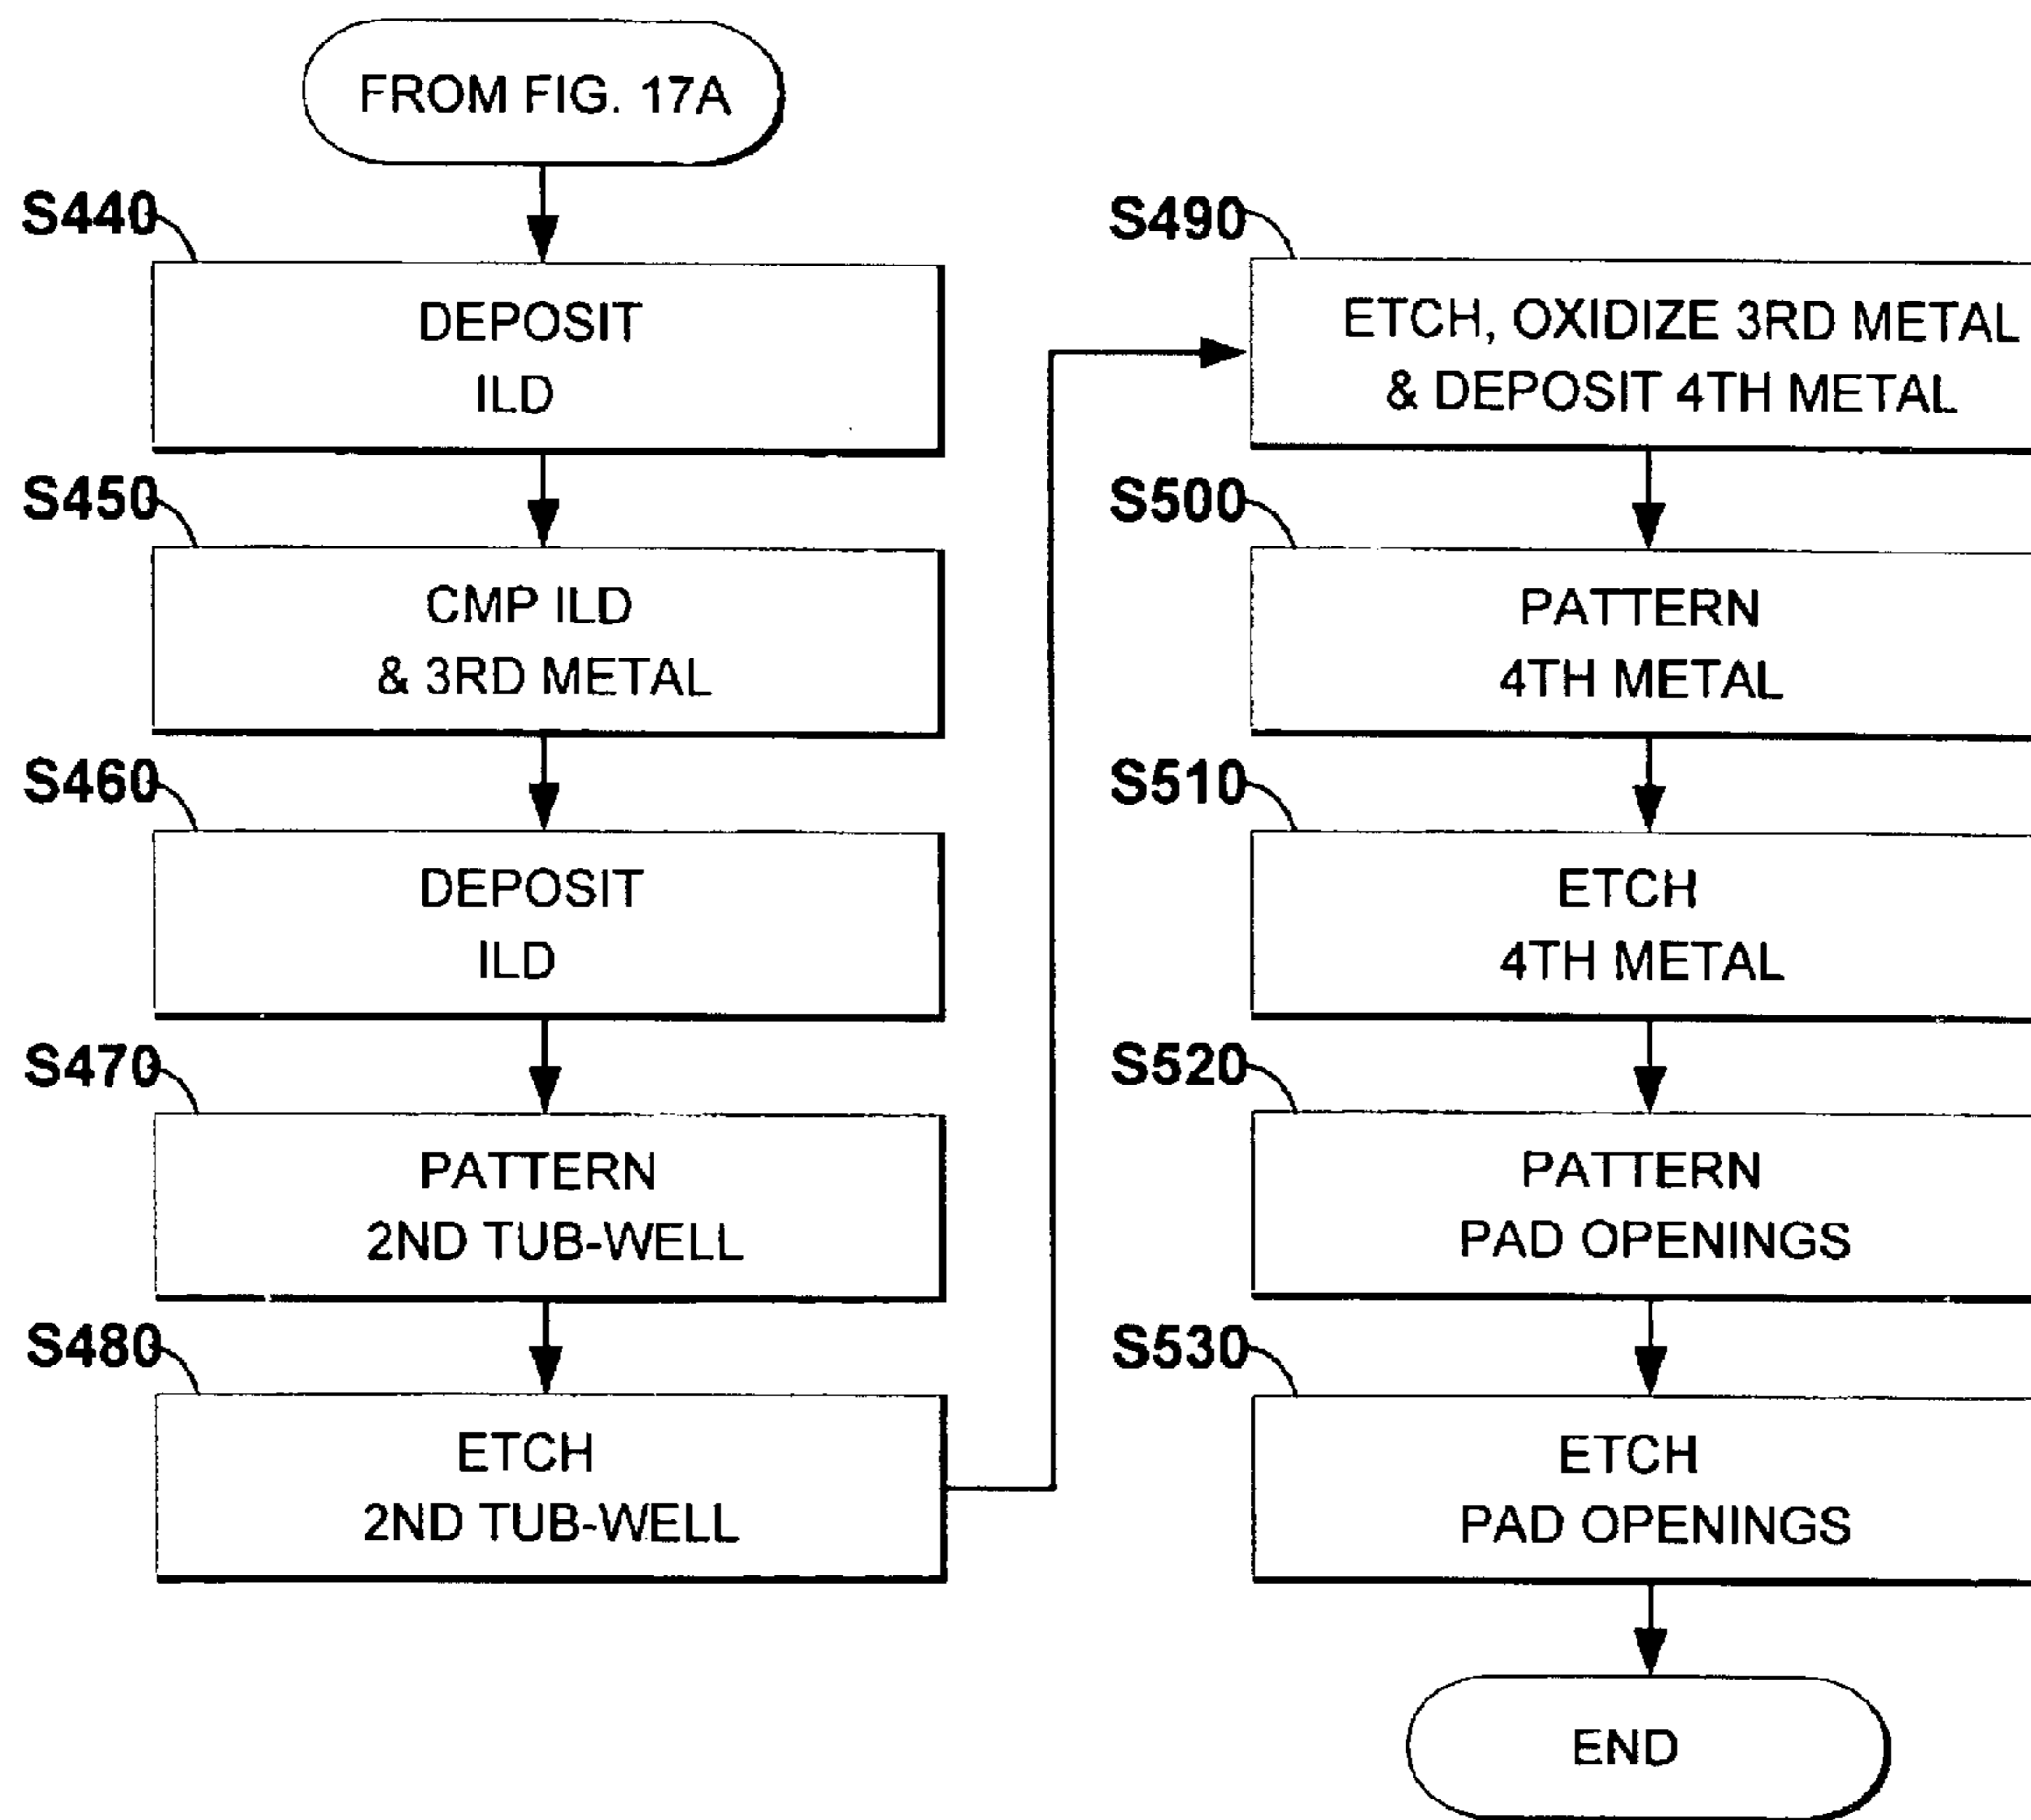 FROM FIG. 17A
S440
DEPOSIT
ILD
S450
CMP ILD
& 3RD METAL
S460
DEPOSIT
ILD
S470
PATTERN
2ND TUB-WELL
S480
ETCH
2ND TUB-WELL
S490
ETCH, OXIDIZE 3RD METAL
& DEPOSIT 4TH METAL
S500
PATTERN
4TH METAL
S510
ETCH
4TH METAL
S520
PATTERN
PAD OPENINGS
S530
ETCH
PAD OPENINGS
END